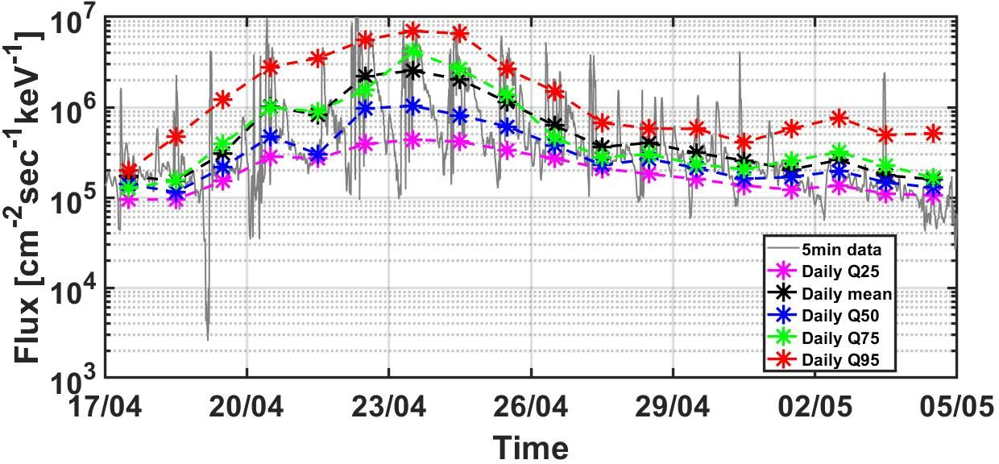 10^7
10^6
10^5
10^4
10^3
Flux [cm^-2sec^-1keV^-1]
17/04 20/04 23/04 26/04 29/04 02/05 05/05
Time
5min data
Daily Q25
Daily mean
Daily Q50
Daily Q75
Daily Q95